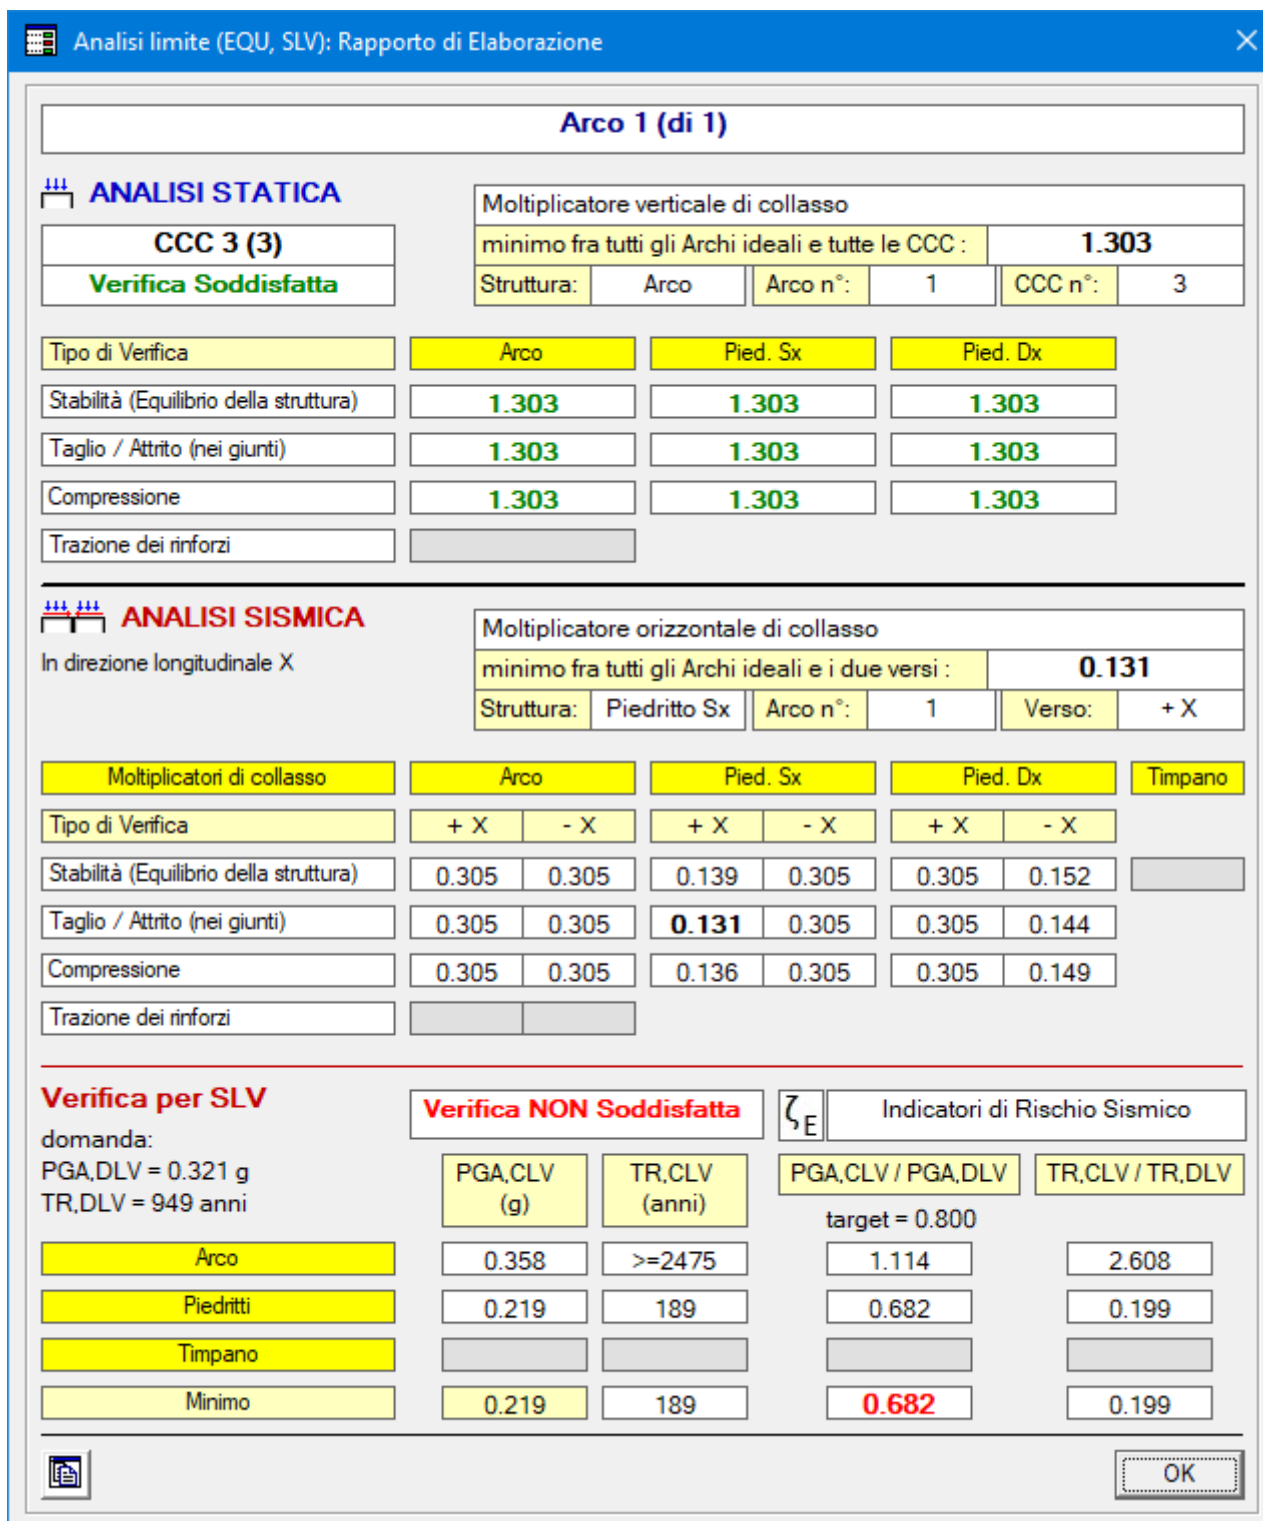 Analisi limite (EQU, SLV): Rapporto di Elaborazione
Arco 1 (di 1)
ANALISI STATICA
Moltiplicatore verticale di collasso
CCC 3 (3)
minimo fra tutti gli Archi ideali e tutte le CCC : 1.303
Verifica Soddisfatta
Struttura: Arco Arco n°: 1 CCC n°: 3
Tipo di Verifica Arco Pied. Sx Pied. Dx
Stabilità (Equilibrio della struttura) 1.303 1.303 1.303
Taglio / Attrito (nei giunti) 1.303 1.303 1.303
Compressione 1.303 1.303 1.303
Trazione dei rinforzi
ANALISI SISMICA
Moltiplicatore orizzontale di collasso
In direzione longitudinale X
minimo fra tutti gli Archi ideali e i due versi : 0.131
Struttura: Piedritto Sx Arco n°: 1 Verso: + X
Moltiplicatori di collasso Arco Pied. Sx Pied. Dx Timpano
Tipo di Verifica + X - X + X - X + X - X
Stabilità (Equilibrio della struttura) 0.305 0.305 0.139 0.305 0.305 0.152
Taglio / Attrito (nei giunti) 0.305 0.305 0.131 0.305 0.305 0.144
Compressione 0.305 0.305 0.136 0.305 0.305 0.149
Trazione dei rinforzi
Verifica per SLV Verifica NON Soddisfatta ζE Indicatori di Rischio Sismico
domanda:
PGA,DLV = 0.321 g
TR,DLV = 949 anni
PGA,CLV
(g)
TR,CLV
(anni)
PGA,CLV / PGA,DLV
TR,CLV / TR,DLV
target = 0.800
Arco 0.358 >=2475 1.114 2.608
Piedritti 0.219 189 0.682 0.199
Timpano
Minimo 0.219 189 0.682 0.199
OK